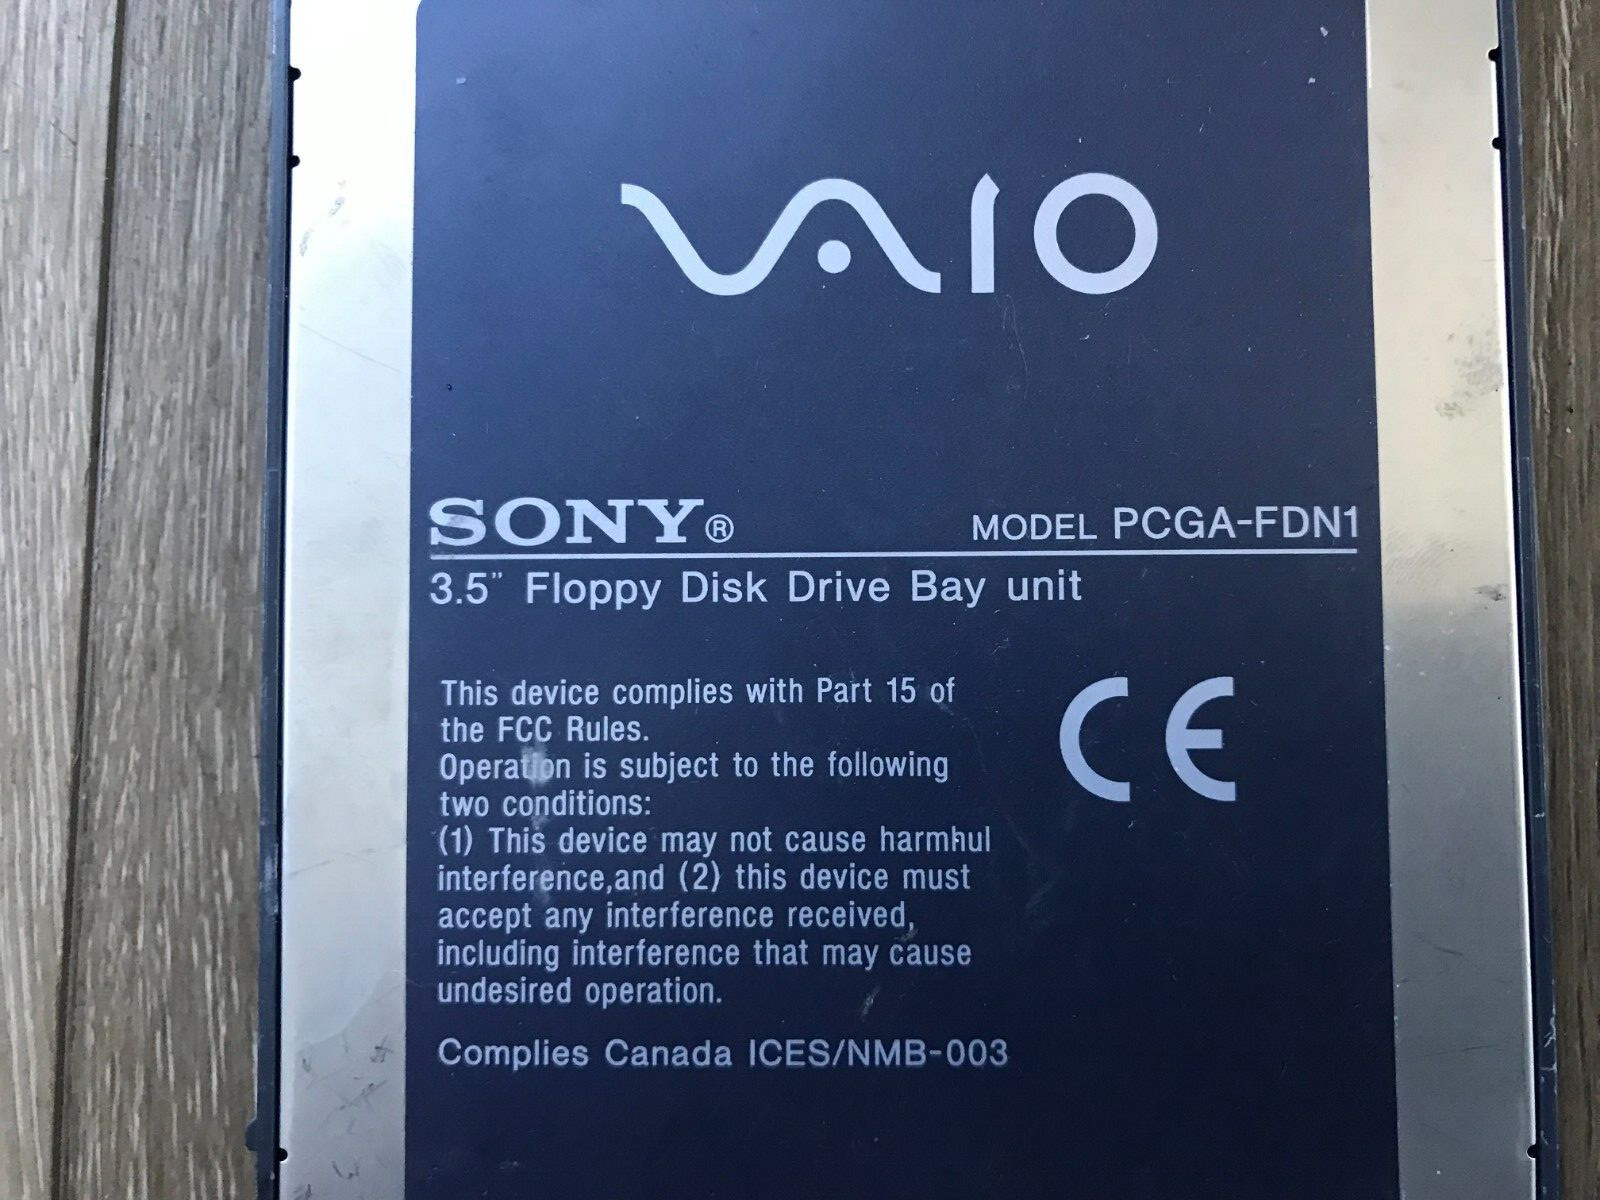 VAIO
SONY® MODEL PCGA-FDN1
3.5” Floppy Disk Drive Bay unit
This device complies with Part 15 of
the FCC Rules.
Operation is subject to the following
two conditions:
(1) This device may not cause harmhul
interference,and (2) this device must
accept any interference received,
including interference that may cause
undesired operation.
CE
Complies Canada ICES/NMB-003